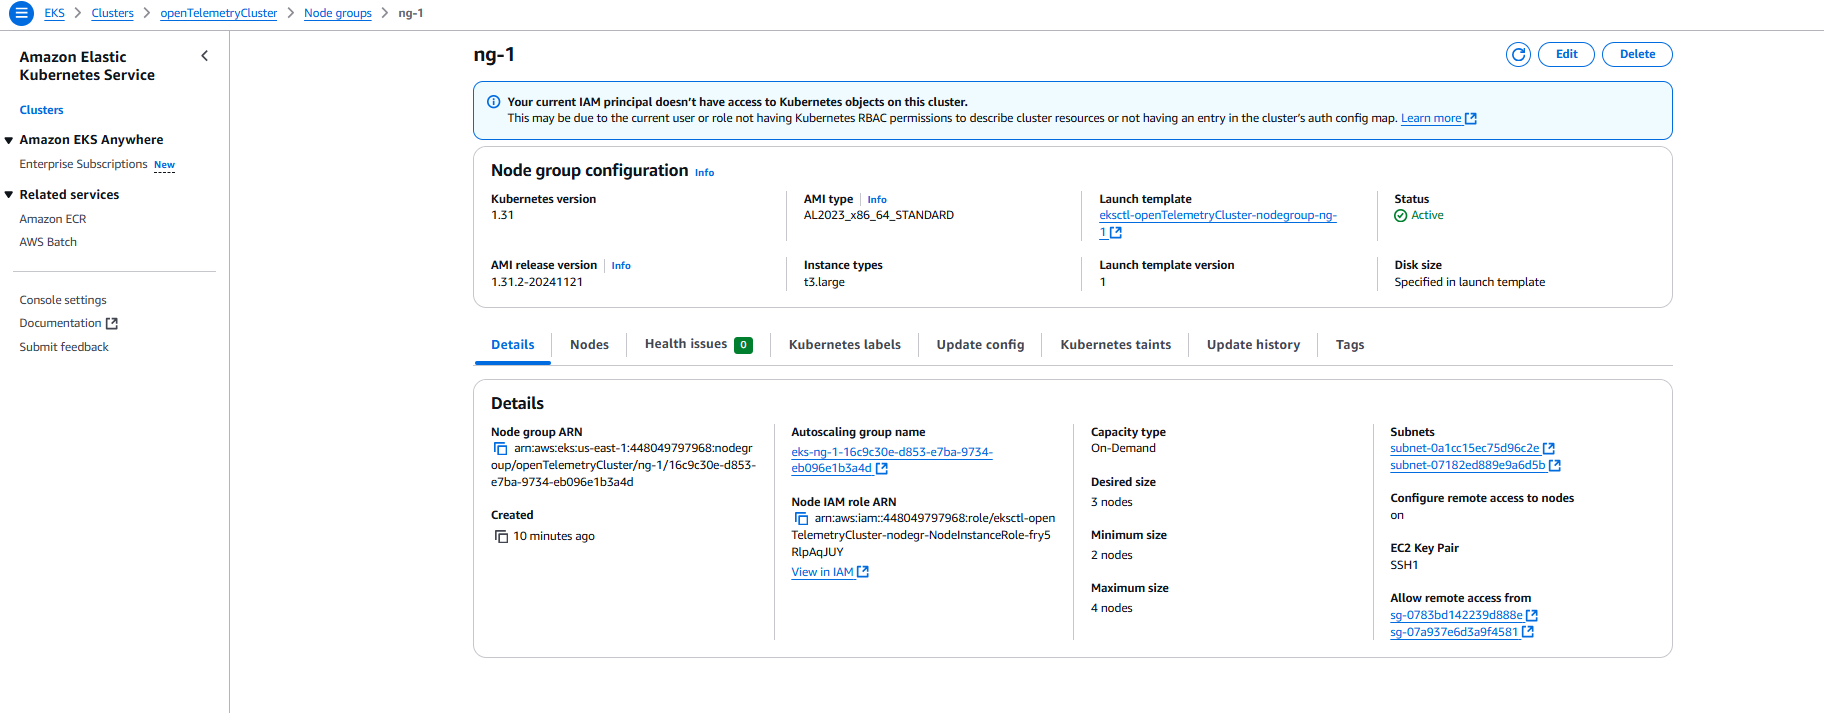 EKS > Clusters > openTelemetryCluster > Node groups > ng-1
Amazon Elastic
Kubernetes Service
Clusters
Amazon EKS Anywhere
Enterprise Subscriptions New
Related services
Amazon ECR
AWS Batch
Console settings
Documentation
Submit feedback
ng-1
Edit
Delete
Your current IAM principal doesn't have access to Kubernetes objects on this cluster.
This may be due to the current user or role not having Kubernetes RBAC permissions to describe cluster resources or not having an entry in the cluster's auth config map. Learn more
Node group configuration Info
Kubernetes version
1.31
AMI type Info
AL2023_x86_64_STANDARD
Launch template
eksctl-openTelemetryCluster-nodegroup-ng-
1
Status
Active
AMI release version Info
1.31.2-20241121
Instance types
t3.large
Launch template version
1
Disk size
Specified in launch template
Details
Nodes
Health issues 0
Kubernetes labels
Update config
Kubernetes taints
Update history
Tags
Details
Node group ARN
arn:aws:eks:us-east-1:448049797968:nodegr
oup/openTelemetryCluster/ng-1/16c9c30e-d853-
e7ba-9734-eb096e1b3a4d
Created
10 minutes ago
Autoscaling group name
eks-ng-1-16c9c30e-d853-e7ba-9734-
eb096e1b3a4d
Node IAM role ARN
arn:aws:iam::448049797968:role/eksctl-open
TelemetryCluster-nodegr-NodeInstanceRole-fry5
RlpAqJUY
View in IAM
Capacity type
On-Demand
Desired size
3 nodes
Minimum size
2 nodes
Maximum size
4 nodes
Subnets
subnet-0a1cc15ec75d96c2e
subnet-07182ed889e9a6d5b
Configure remote access to nodes
on
EC2 Key Pair
SSH1
Allow remote access from
sg-0783bd142239d888e
sg-07a937e6d3a9f4581